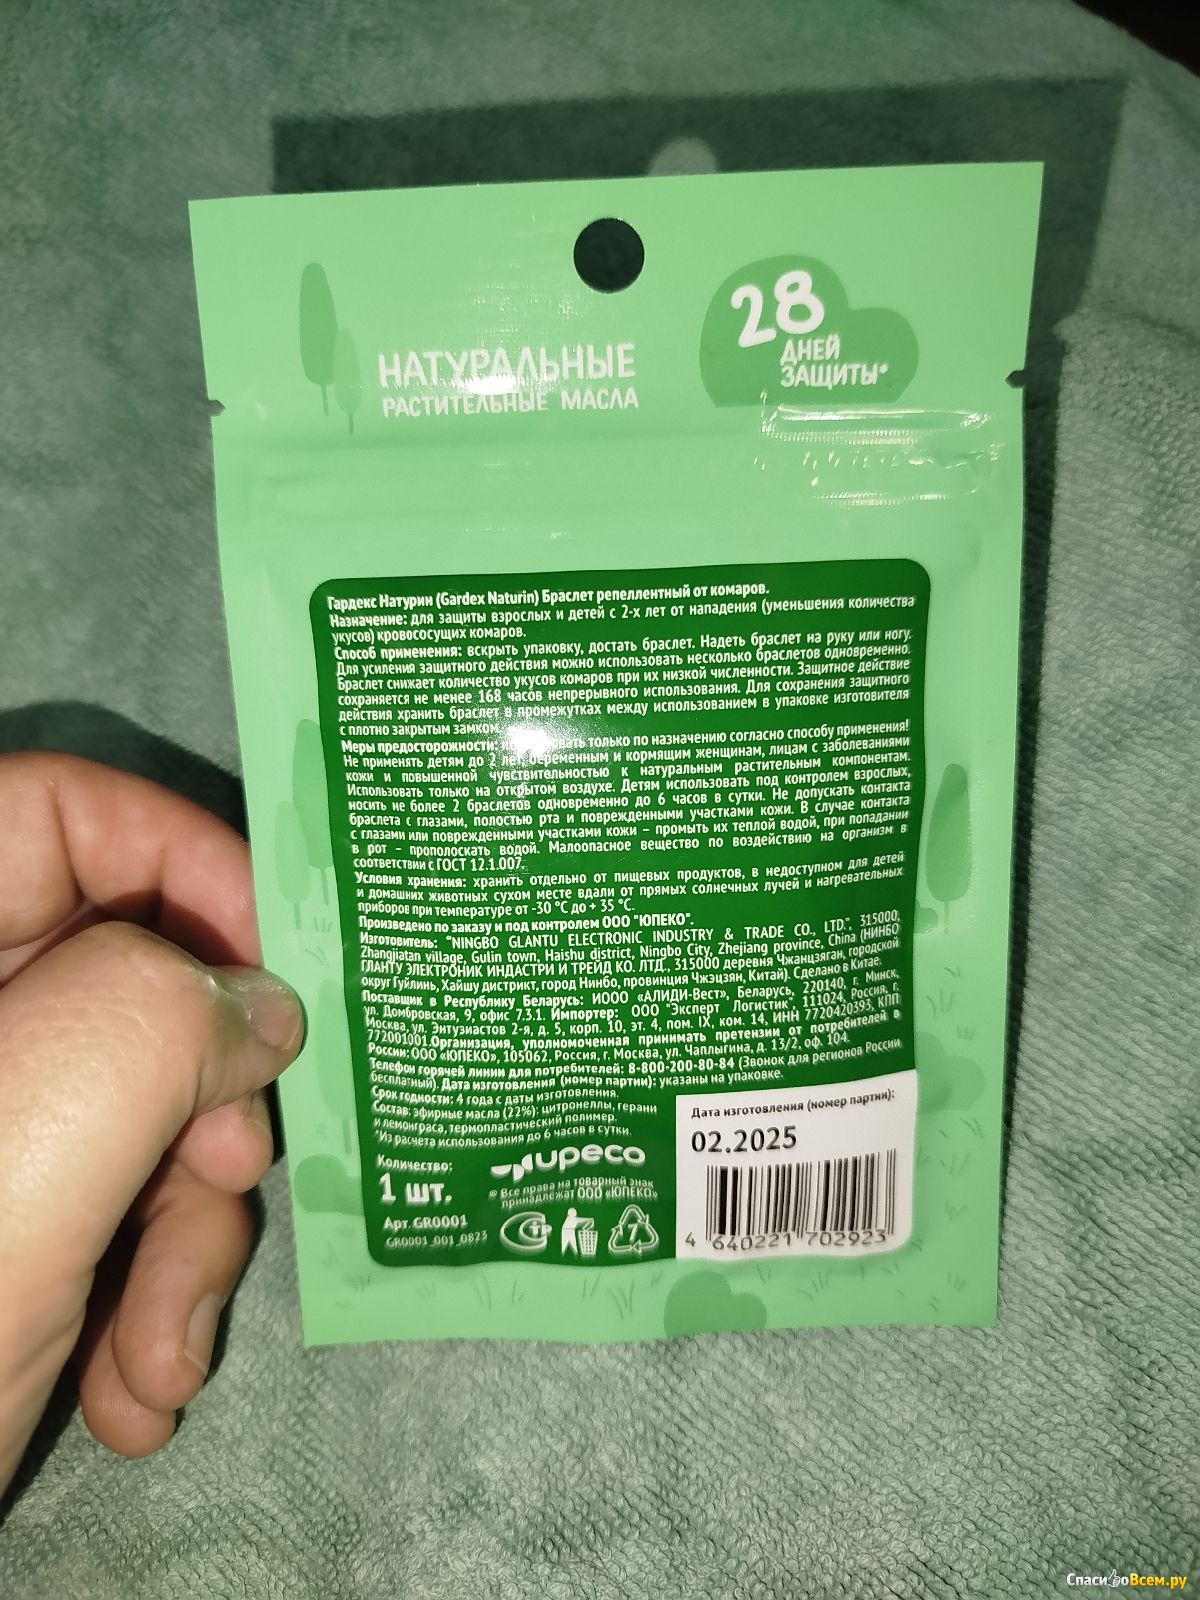 НАТУРАЛЬНЫЕ
РАСТИТЕЛЬНЫЕ МАСЛА
28
ДНЕЙ
ЗАЩИТЫ*
Гардекс Натурин (Gardex Naturin) Браслет репеллентный от комаров.
Назначение: для защиты взрослых и детей с 2-х лет от нападения (уменьшения количества
укусов) кровососущих комаров.
Способ применения: вскрыть упаковку, достать браслет. Надеть браслет на руку или ногу.
Для усиления защитного действия можно использовать несколько браслетов одновременно.
Браслет снижает количество укусов комаров при их низкой численности. Защитное действие
сохраняется не менее 168 часов непрерывного использования. Для сохранения защитного
действия хранить браслет в промежутках между использованием в упаковке изготовителя
с плотно закрытым замком.
Меры предосторожности: только по назначению согласно способу применения!
Не применять детям до 2 лет, беременным и кормящим женщинам, лицам с заболеваниями
кожи и повышенной чувствительностью к натуральным растительным компонентам.
Использовать только на открытом воздухе. Детям использовать под контролем взрослых,
носить не более 2 браслетов одновременно до 6 часов в сутки. Не допускать контакта
браслета с глазами, полостью рта и поврежденными участками кожи. В случае контакта
с глазами или поврежденными участками кожи – промыть их теплой водой, при попадании
в рот – прополоскать водой. Малоопасное вещество по воздействию на организм в
соответствии с ГОСТ 12.1.007.
Условия хранения: хранить отдельно от пищевых продуктов, в недоступном для детей
и домашних животных сухом месте вдали от прямых солнечных лучей и нагревательных
приборов при температуре от -30 °С до + 35 °С.
Произведено по заказу и под контролем ООО "ЮПЕКО".
Изготовитель: "NINGBO GLANTU ELECTRONIC INDUSTRY & TRADE CO., LTD.", 315000,
Zhangjiatan village, Gulin town, Haishu district, Ningbo City, Zhejiang province, China (НИНБО
ГЛАНТУ ЭЛЕКТРОНИК ИНДАСТРИ И ТРЕЙД КО. ЛТД., 315000 деревня Чжанцзяган, городской
округ Гуйлинь, Хайшу дистрикт, город Нинбо, провинция Чжэцзян, Китай). Сделано в Китае.
Поставщик в Республику Беларусь: ИООО «АЛИДИ-Вест», Беларусь, 220140, г. Минск,
ул. Домбровская, 9, офис 7.3.1. Импортер: ООО "Эксперт Логистик", 111024, Россия, г.
Москва, ул. Энтузиастов 2-я, д. 5, корп. 10, эт. 4, пом. IX, ком. 14, ИНН 7720420393, КПП
772001001.Организация, уполномоченная принимать претензии от потребителей в
России: ООО «ЮПЕКО», 105062, Россия, г. Москва, ул. Чаплыгина, д. 13/2, оф. 104.
Телефон горячей линии для потребителей: 8-800-200-80-84 (Звонок для регионов России
бесплатный). Дата изготовления (номер партии): указаны на упаковке.
Срок годности: 4 года с даты изготовления.
Состав: эфирные масла (22%): цитронеллы, герани
и лемонграса, термопластический полимер.
*Из расчета использования до 6 часов в сутки.
Количество:
1 шт.
Арт. GR0001
GR0001_001_0823
upeco
® Все права на товарный знак
принадлежат ООО «ЮПЕКО»
СТР
7
Дата изготовления (номер партии):
02.2025
4 640221 702923
СпасибоВсем.ру